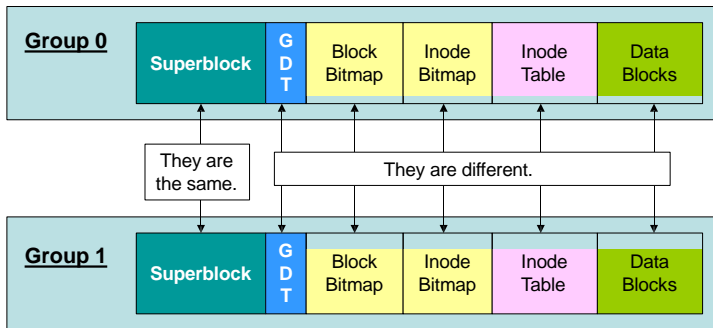 Group 0
Superblock
G
D
T
Block
Bitmap
Inode
Bitmap
Inode
Table
Data
Blocks
They are
the same.
They are different.
Group 1
Superblock
G
D
T
Block
Bitmap
Inode
Bitmap
Inode
Table
Data
Blocks